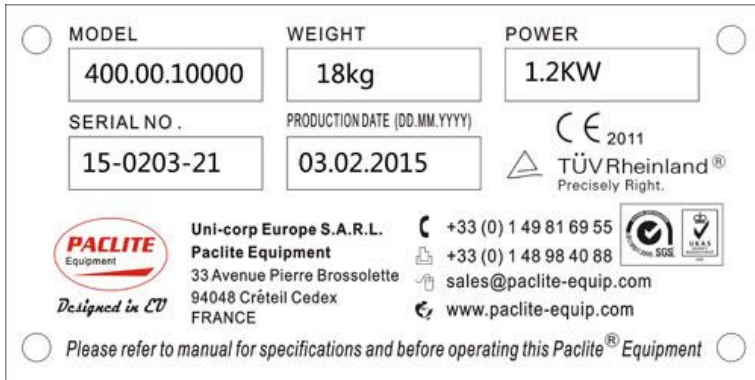 MODEL WEIGHT POWER
400.00.10000 18kg 1.2KW
SERIAL NO. PRODUCTION DATE (DD.MM.YYYY)
15-0203-21 03.02.2015
CE 2011
TÜVRheinland®
Precisely Right.
PACLITE
Equipment
Designed in EU
Uni-corp Europe S.A.R.L.
Paclite Equipment
33 Avenue Pierre Brossolette
94048 Crêteil Cedex
FRANCE
+33 (0) 1 49 81 69 55
+33 (0) 1 48 98 40 88
sales@paclite-equip.com
www.paclite-equip.com
SGS
UKAS
Please refer to manual for specifications and before operating this Paclite® Equipment